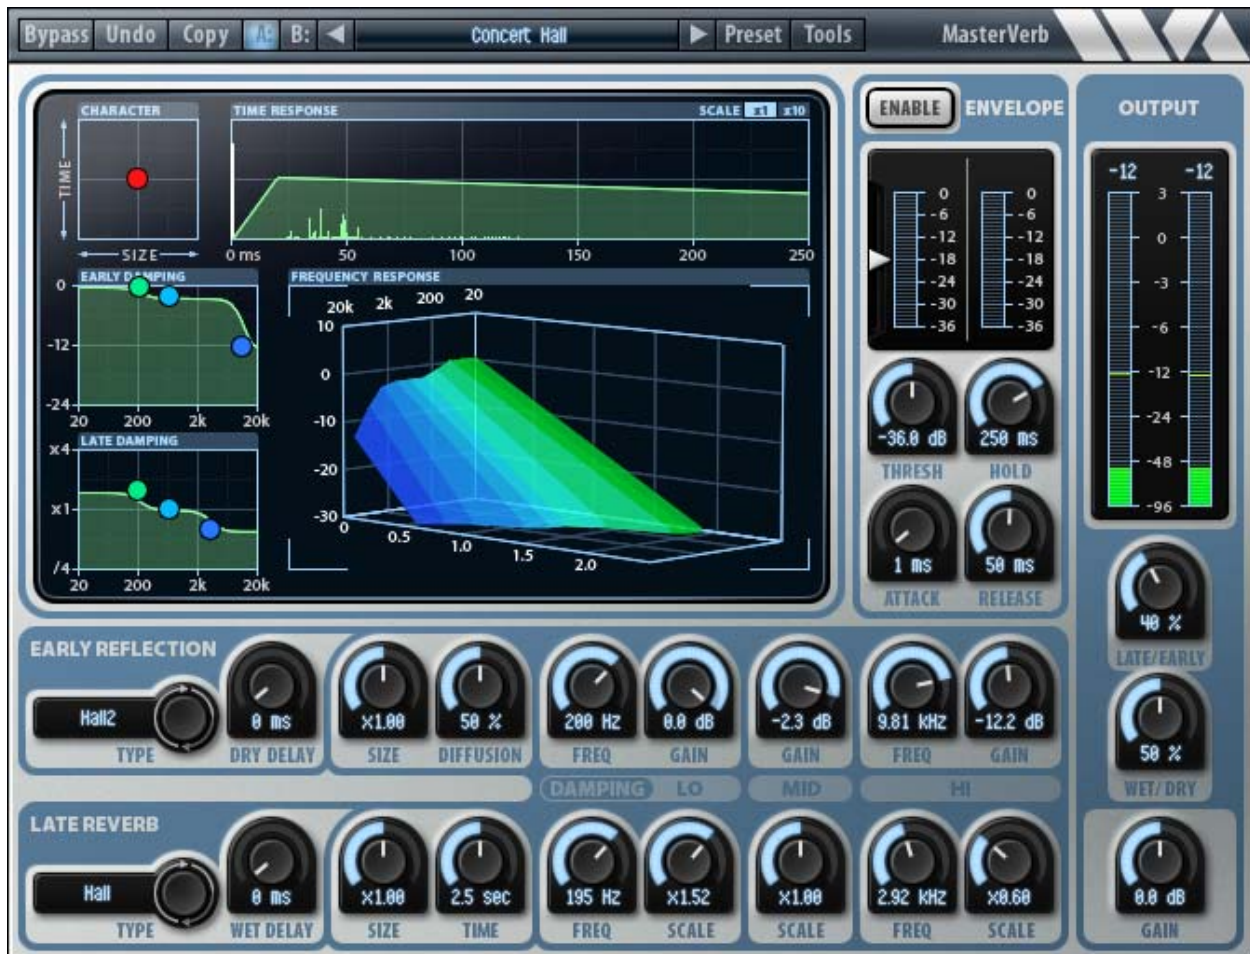 Bypass Undo Copy A: B: Concert Hall Preset Tools MasterVerb
CHARACTER
TIME
SIZE
TIME RESPONSE SCALE x1 x10
0 ms 50 100 150 200 250
EARLY DAMPING
0
-12
-24
20 200 2k 20k
LATE DAMPING
x4
x1
/4
20 200 2k 20k
FREQUENCY RESPONSE
20k 2k 200 20
10
0
-10
-20
-30
0 0.5 1.0 1.5 2.0
ENABLE ENVELOPE
0 0
-6 -6
-12 -12
-18 -18
-24 -24
-30 -30
-36 -36
-36.0 dB 250 ms
THRESH HOLD
1 ms 50 ms
ATTACK RELEASE
OUTPUT
-12 -12
3
0
-3
-6
-12
-24
-48
-96
40 %
LATE/EARLY
50 %
WET/DRY
0.0 dB
GAIN
EARLY REFLECTION
Hall2 0 ms x1.00 50 % 200 Hz 0.0 dB -2.3 dB 9.81 kHz -12.2 dB
TYPE DRY DELAY SIZE DIFFUSION FREQ GAIN GAIN FREQ GAIN
DAMPING LO MID HI
LATE REVERB
Hall 0 ms x1.00 2.5 sec 195 Hz x1.52 x1.00 2.92 kHz x0.60
TYPE WET DELAY SIZE TIME FREQ SCALE SCALE FREQ SCALE